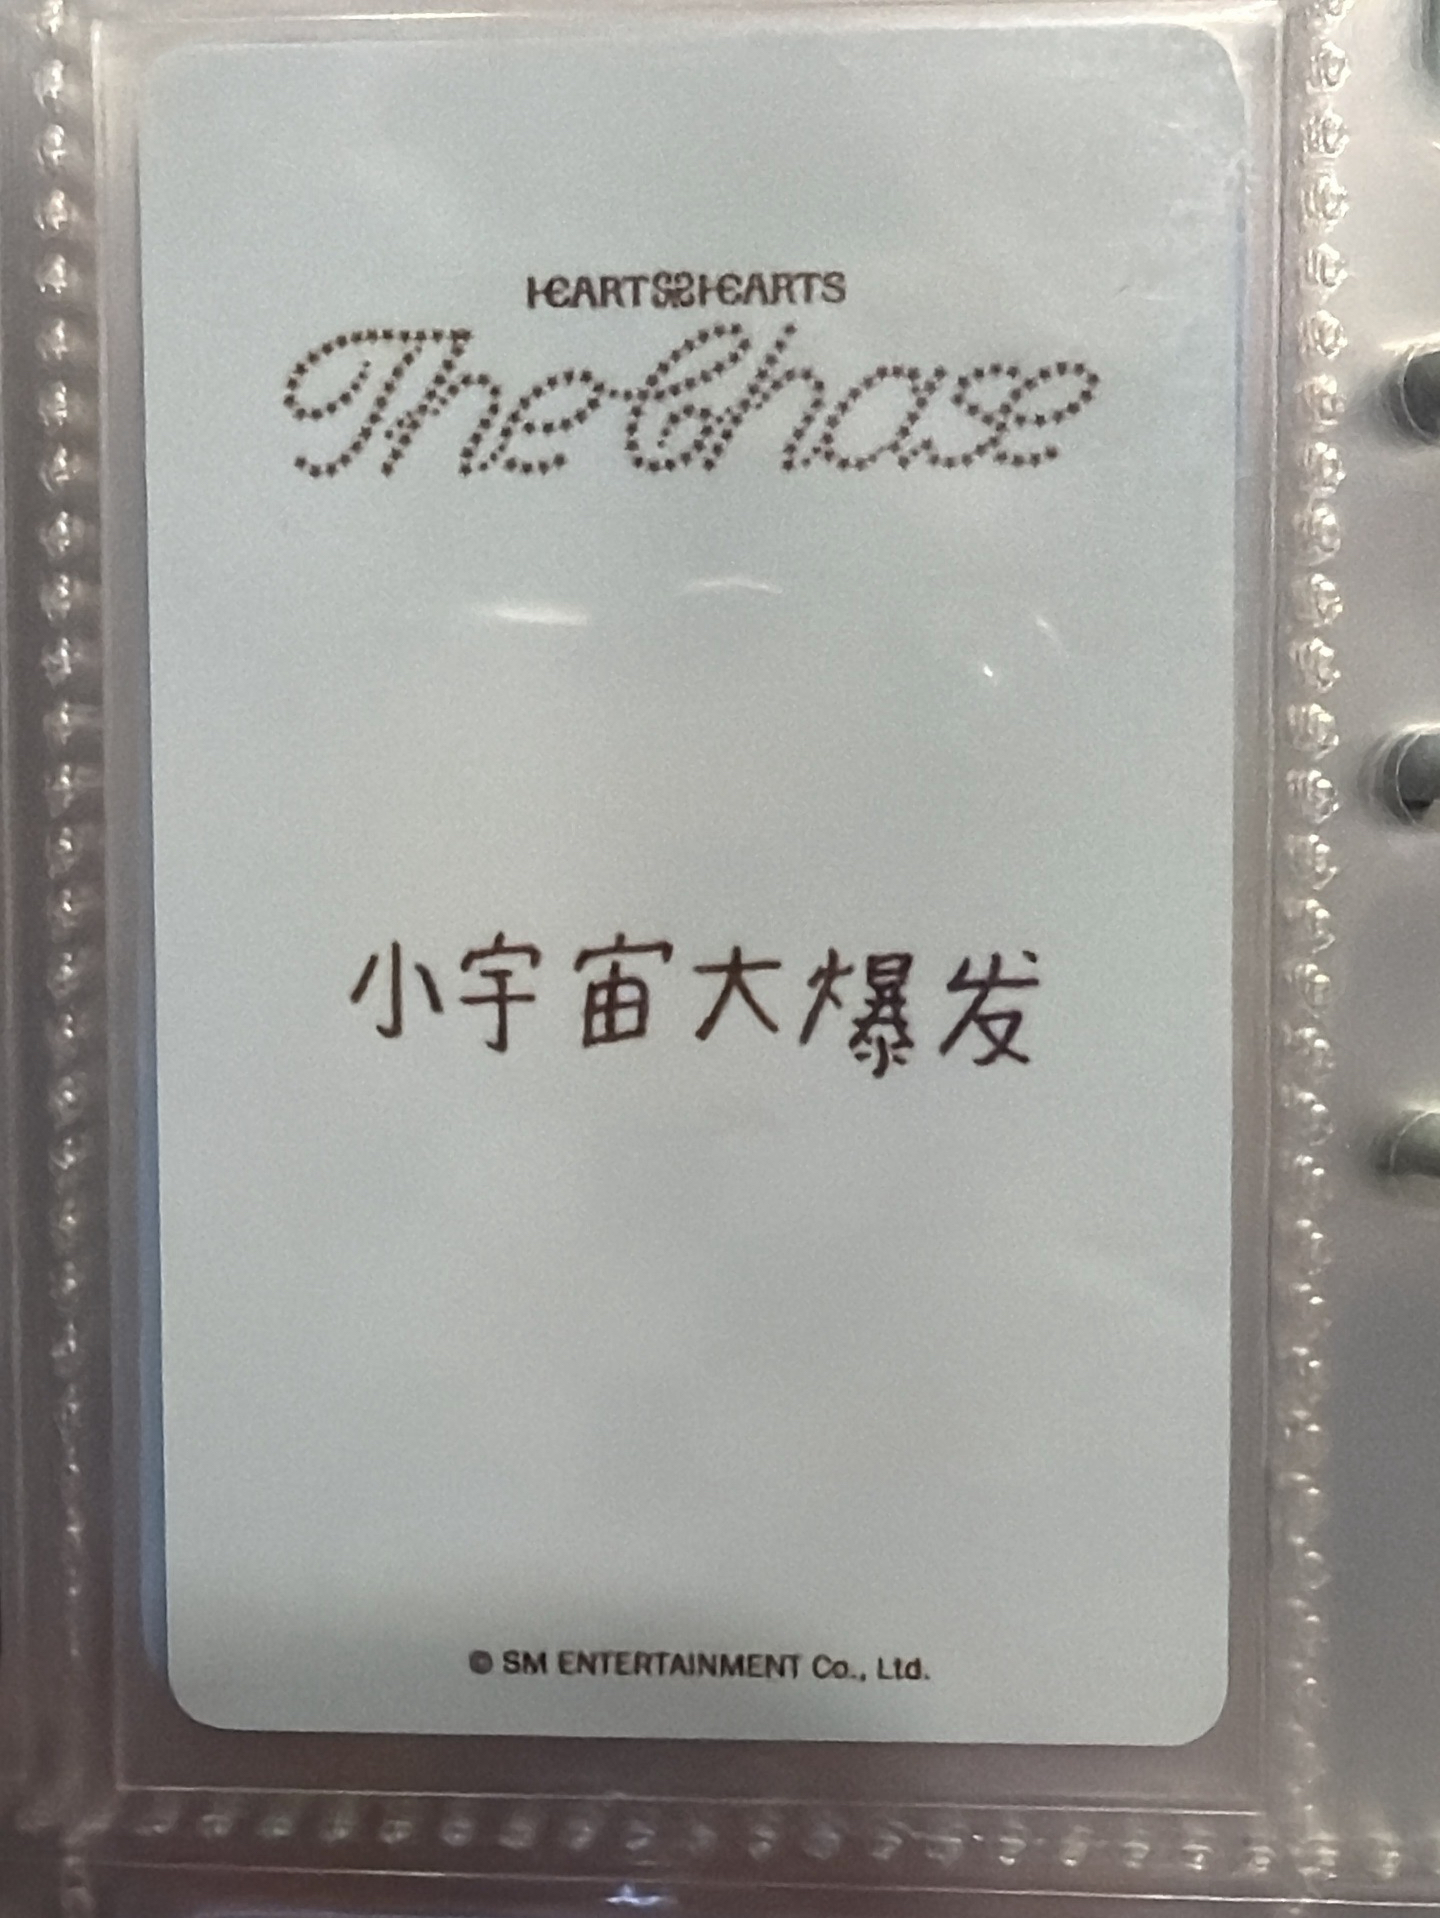 HEARTS2HEARTS
The Chase
小宇宙大爆发
© SM ENTERTAINMENT Co., Ltd.